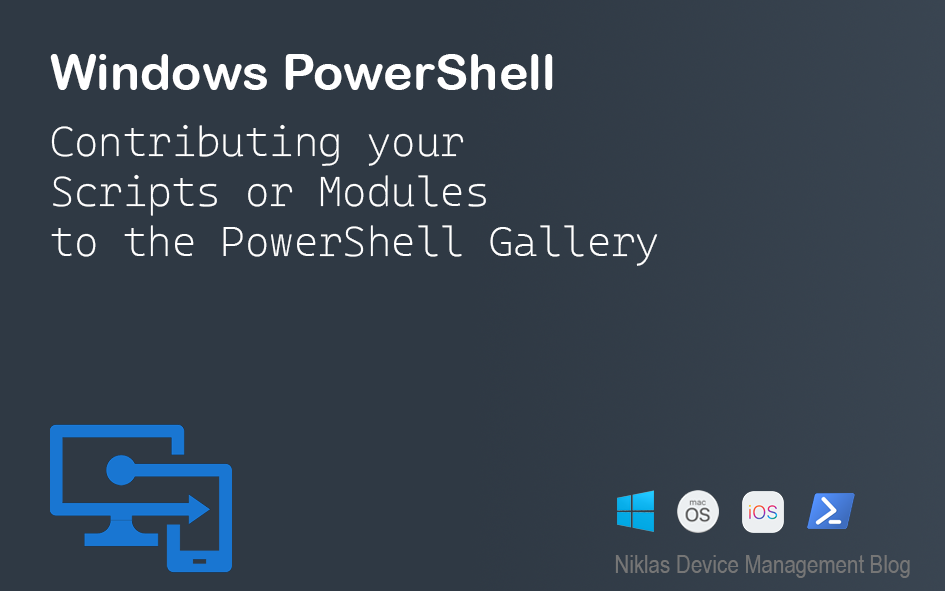 Windows PowerShell
Contributing your
Scripts or Modules
to the PowerShell Gallery
mac
OS
iOS
Niklas Device Management Blog